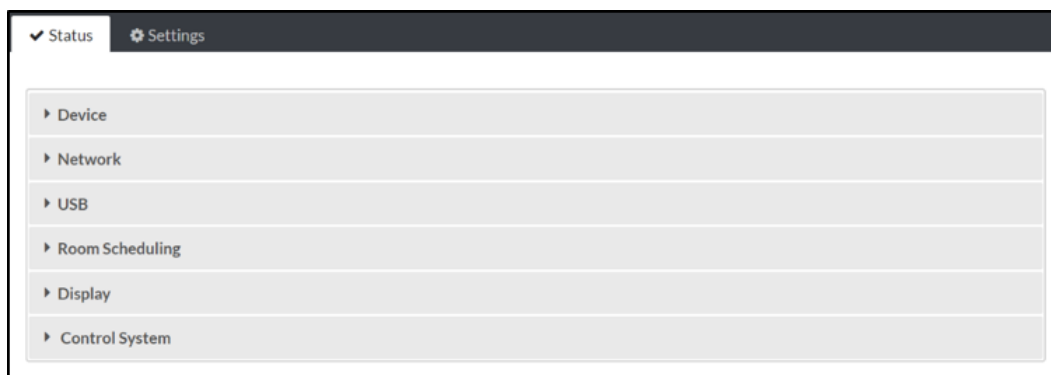 Status Settings
Device
Network
USB
Room Scheduling
Display
Control System